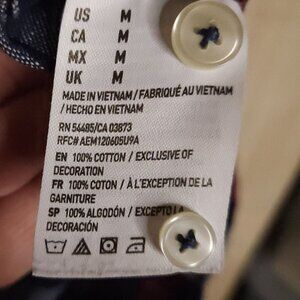 US M
CA M
MX M
UK M
MADE IN VIETNAM / FABRIQUÉ AU VIETNAM
/ HECHO EN VIETNAM
RN 54485/CA 03873
RFC# AEM120605U9A
EN 100% COTTON / EXCLUSIVE OF
DECORATION
FR 100% COTON / À L'EXCEPTION DE LA
GARNITURE
SP 100% ALGODÓN / EXCEPTO LA
DECORACIÓN